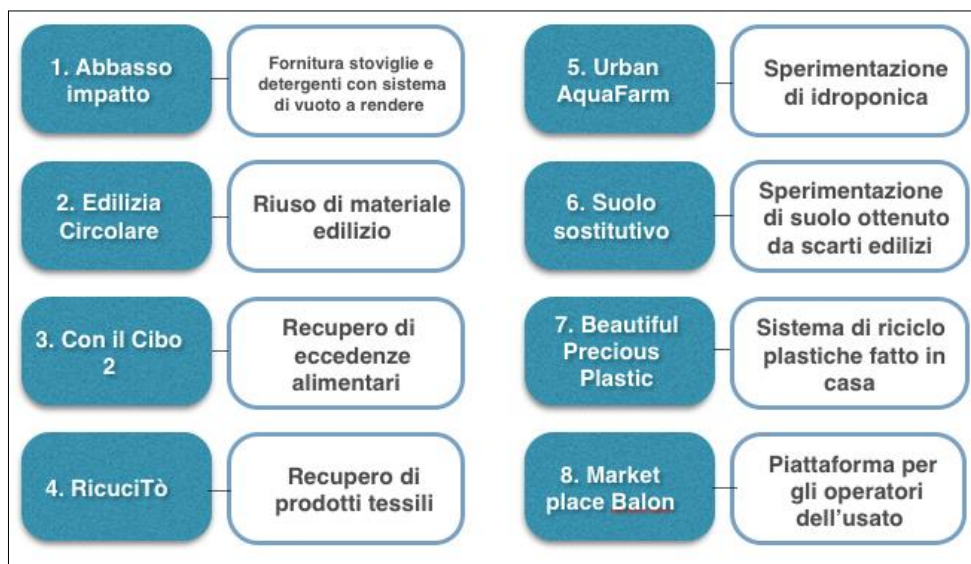 1. Abbasso
impatto
Fornitura stoviglie e
detergenti con sistema
di vuoto a rendere
2. Edilizia
Circolare
Riuso di materiale
edilizio
3. Con il Cibo
2
Recupero di
eccedenze
alimentari
4. RicuciTò
Recupero di
prodotti tessili
5. Urban
AquaFarm
Sperimentazione
di idroponica
6. Suolo
sostitutivo
Sperimentazione
di suolo ottenuto
da scarti edilizi
7. Beautiful
Precious
Plastic
Sistema di riciclo
plastiche fatto in
casa
8. Market
place Balon
Piattaforma per
gli operatori
dell'usato